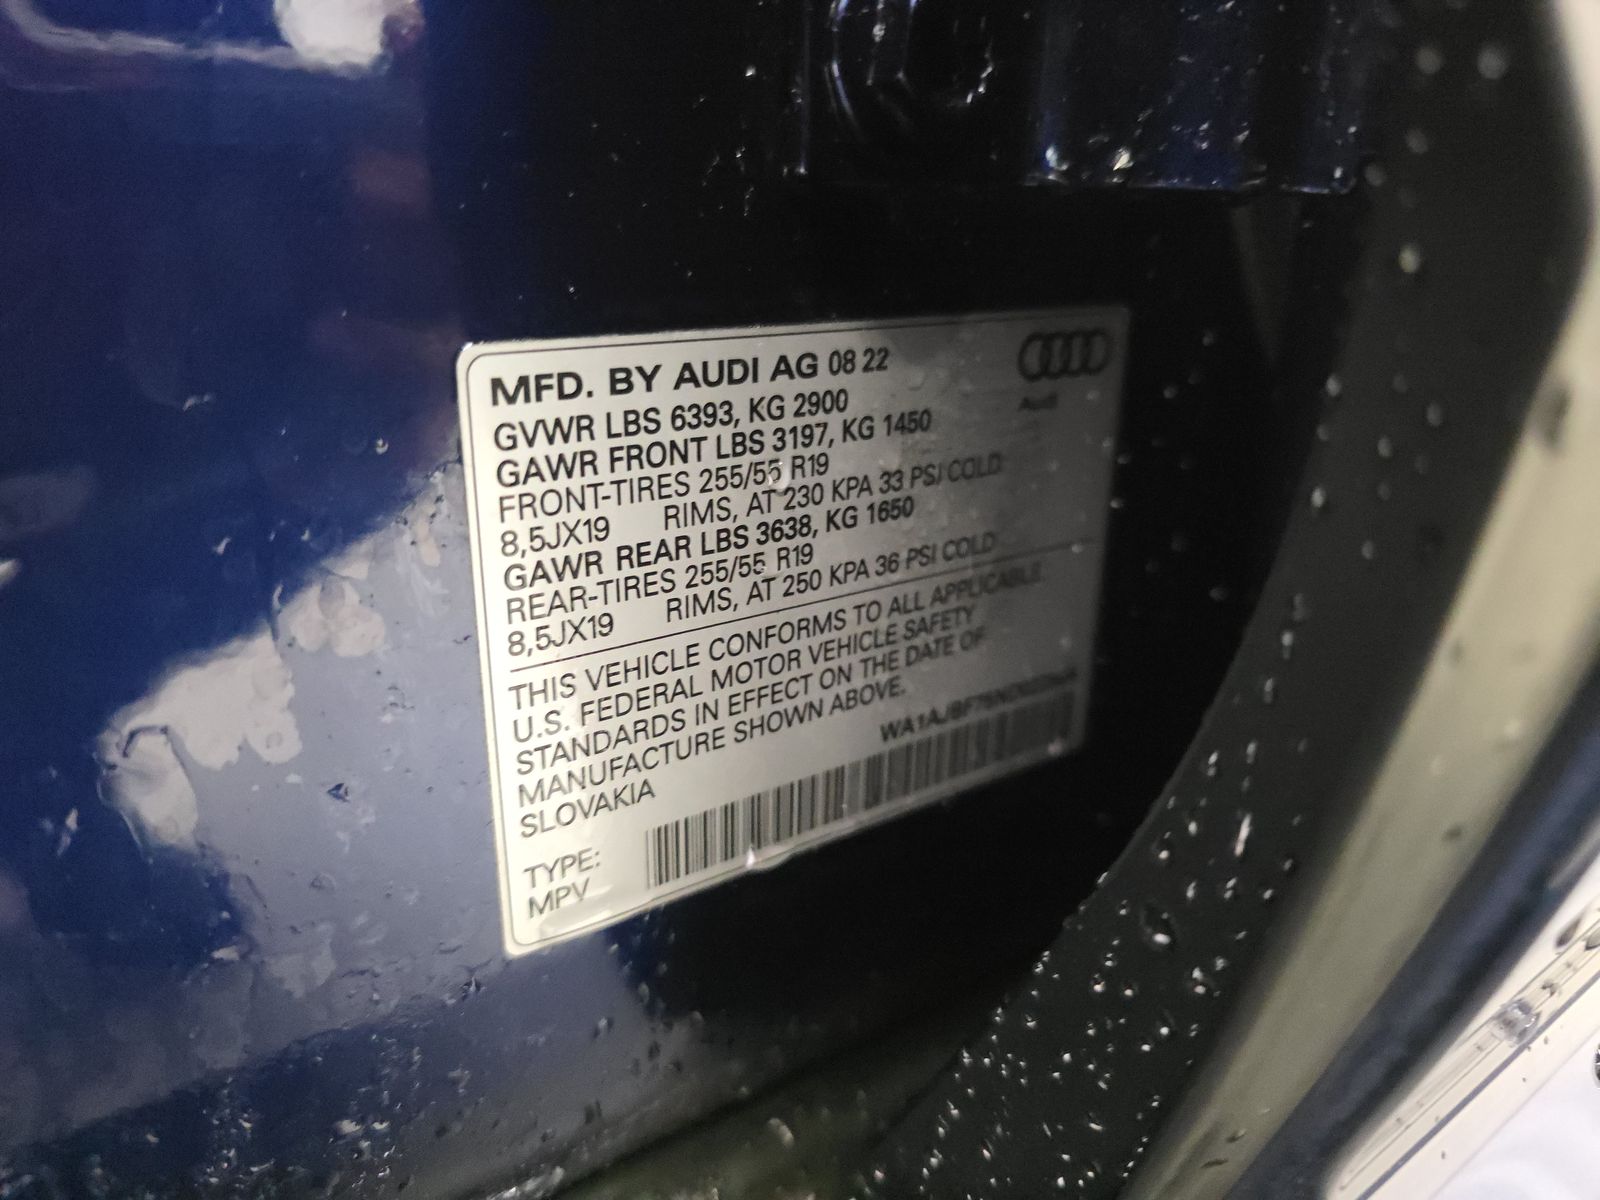 MFD. BY AUDI AG 08 22
GVWR LBS 6393, KG 2900
GAWR FRONT LBS 3197, KG 1450
FRONT-TIRES 255/55 R19
8,5JX19 RIMS, AT 230 KPA 33 PSI COLD
GAWR REAR LBS 3638, KG 1650
REAR-TIRES 255/55 R19
8,5JX19 RIMS, AT 250 KPA 36 PSI COLD
THIS VEHICLE CONFORMS TO ALL APPLICABLE
U.S. FEDERAL MOTOR VEHICLE SAFETY
STANDARDS IN EFFECT ON THE DATE OF
MANUFACTURE SHOWN ABOVE.
SLOVAKIA
TYPE:
MPV
Audi